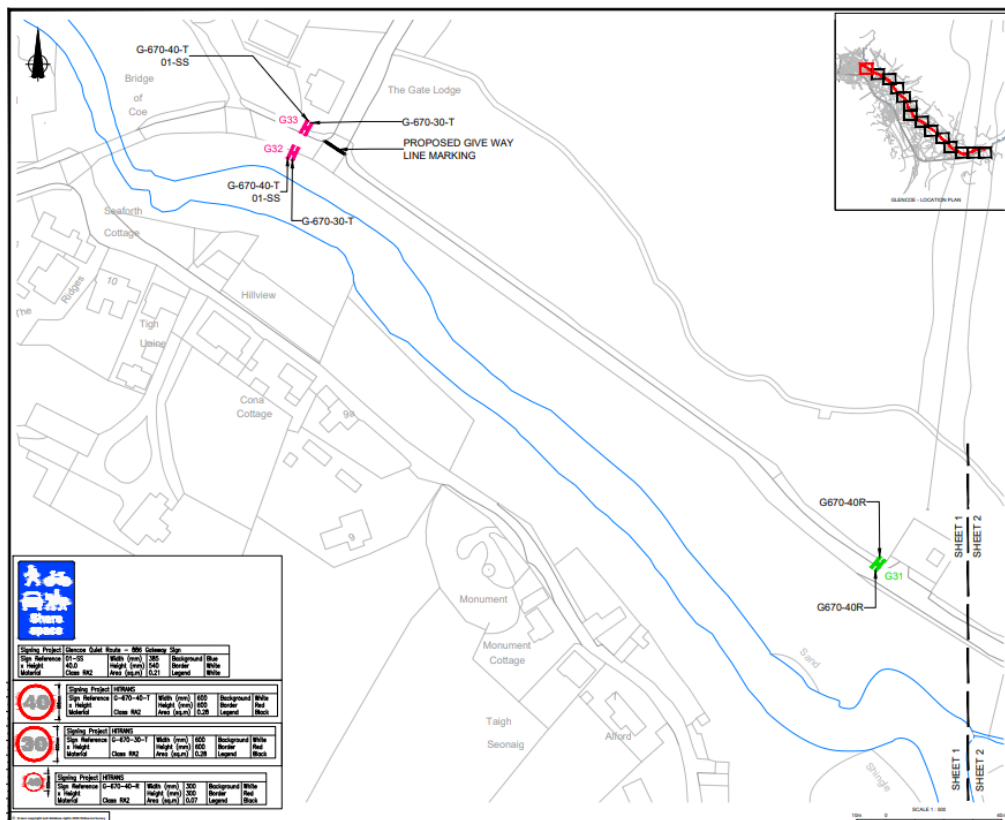 G-670-40-T
01-SS
Bridge
of
Coe
The Gate Lodge
G33
G-670-30-T
G32
PROPOSED GIVE WAY
LINE MARKING
G-670-40-T
01-SS
G-670-30-T
GLENCOE - LOCATION PLAN
Seaforth
Cottage
Ridges
The
10
Hillview
Tigh
Cona
Cottage
9a
9
G670-40R
G31
G670-40R
SHEET 1
SHEET 2
Monument
Monument
Cottage
Sand
Taigh
Seonaig
Alford
Shingle
SHEET 1
SHEET 2
SCALE 1 : 500
10m 0
Share
space
Signing Project Glencoe Quiet Route - 886 Gateway Sign
Sign Reference 01-SS Width (mm) 385 Background Blue
x Height 40.0 Height (mm) 540 Border White
Material Class RA2 Area (sq.m) 0.21 Legend White
40
Signing Project HITRANS
Sign Reference G-670-40-T Width (mm) 600 Background White
x Height Height (mm) 600 Border Red
Material Class RA2 Area (sq.m) 0.28 Legend Black
30
Signing Project HITRANS
Sign Reference G-670-30-T Width (mm) 600 Background White
x Height Height (mm) 600 Border Red
Material Class RA2 Area (sq.m) 0.28 Legend Black
40
Signing Project HITRANS
Sign Reference G-670-40-R Width (mm) 300 Background White
x Height Height (mm) 300 Border Red
Material Class RA2 Area (sq.m) 0.07 Legend Black